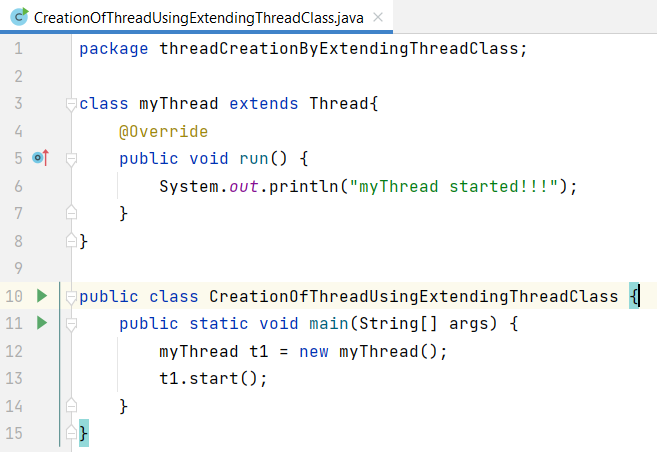 CreationOfThreadUsingExtendingThreadClass.java
1 package threadCreationByExtendingThreadClass;
2
3 class myThread extends Thread{
4 @Override
5 public void run() {
6 System.out.println("myThread started!!!");
7 }
8 }
9
10 public class CreationOfThreadUsingExtendingThreadClass {
11 public static void main(String[] args) {
12 myThread t1 = new myThread();
13 t1.start();
14 }
15 }